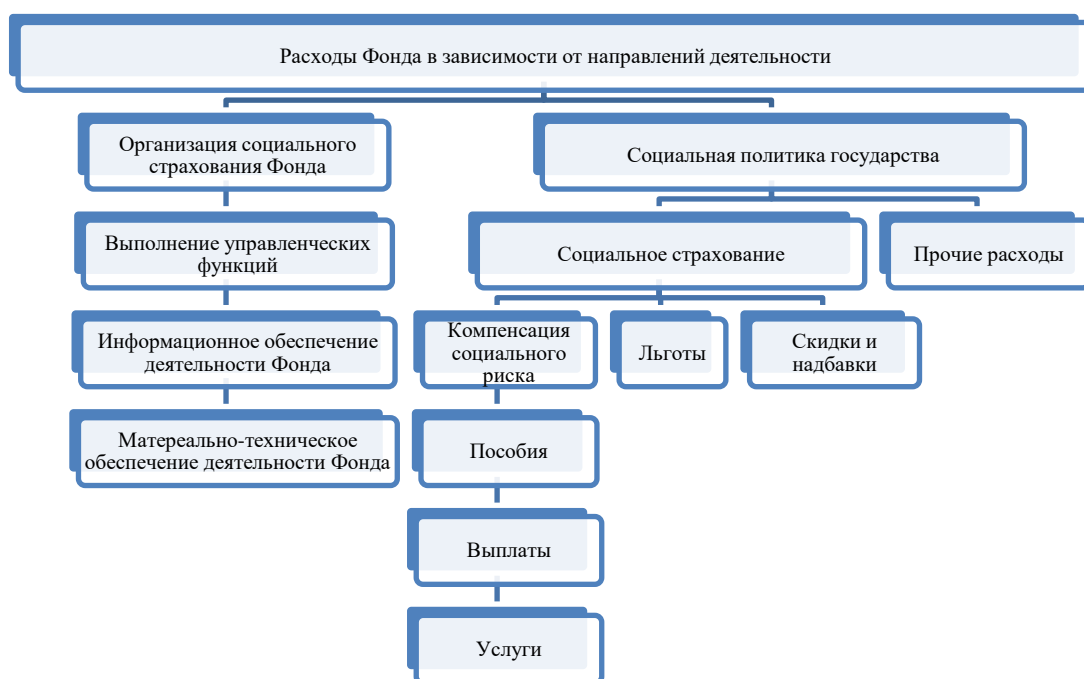 Расходы Фонда в зависимости от направлений деятельности
Организация социального
страхования Фонда
Социальная политика государства
Выполнение управленческих
функций
Социальное страхование
Прочие расходы
Информационное обеспечение
деятельности Фонда
Компенсация
социального
риска
Льготы
Скидки и
надбавки
Матереально-техническое
обеспечение деятельности Фонда
Пособия
Выплаты
Услуги